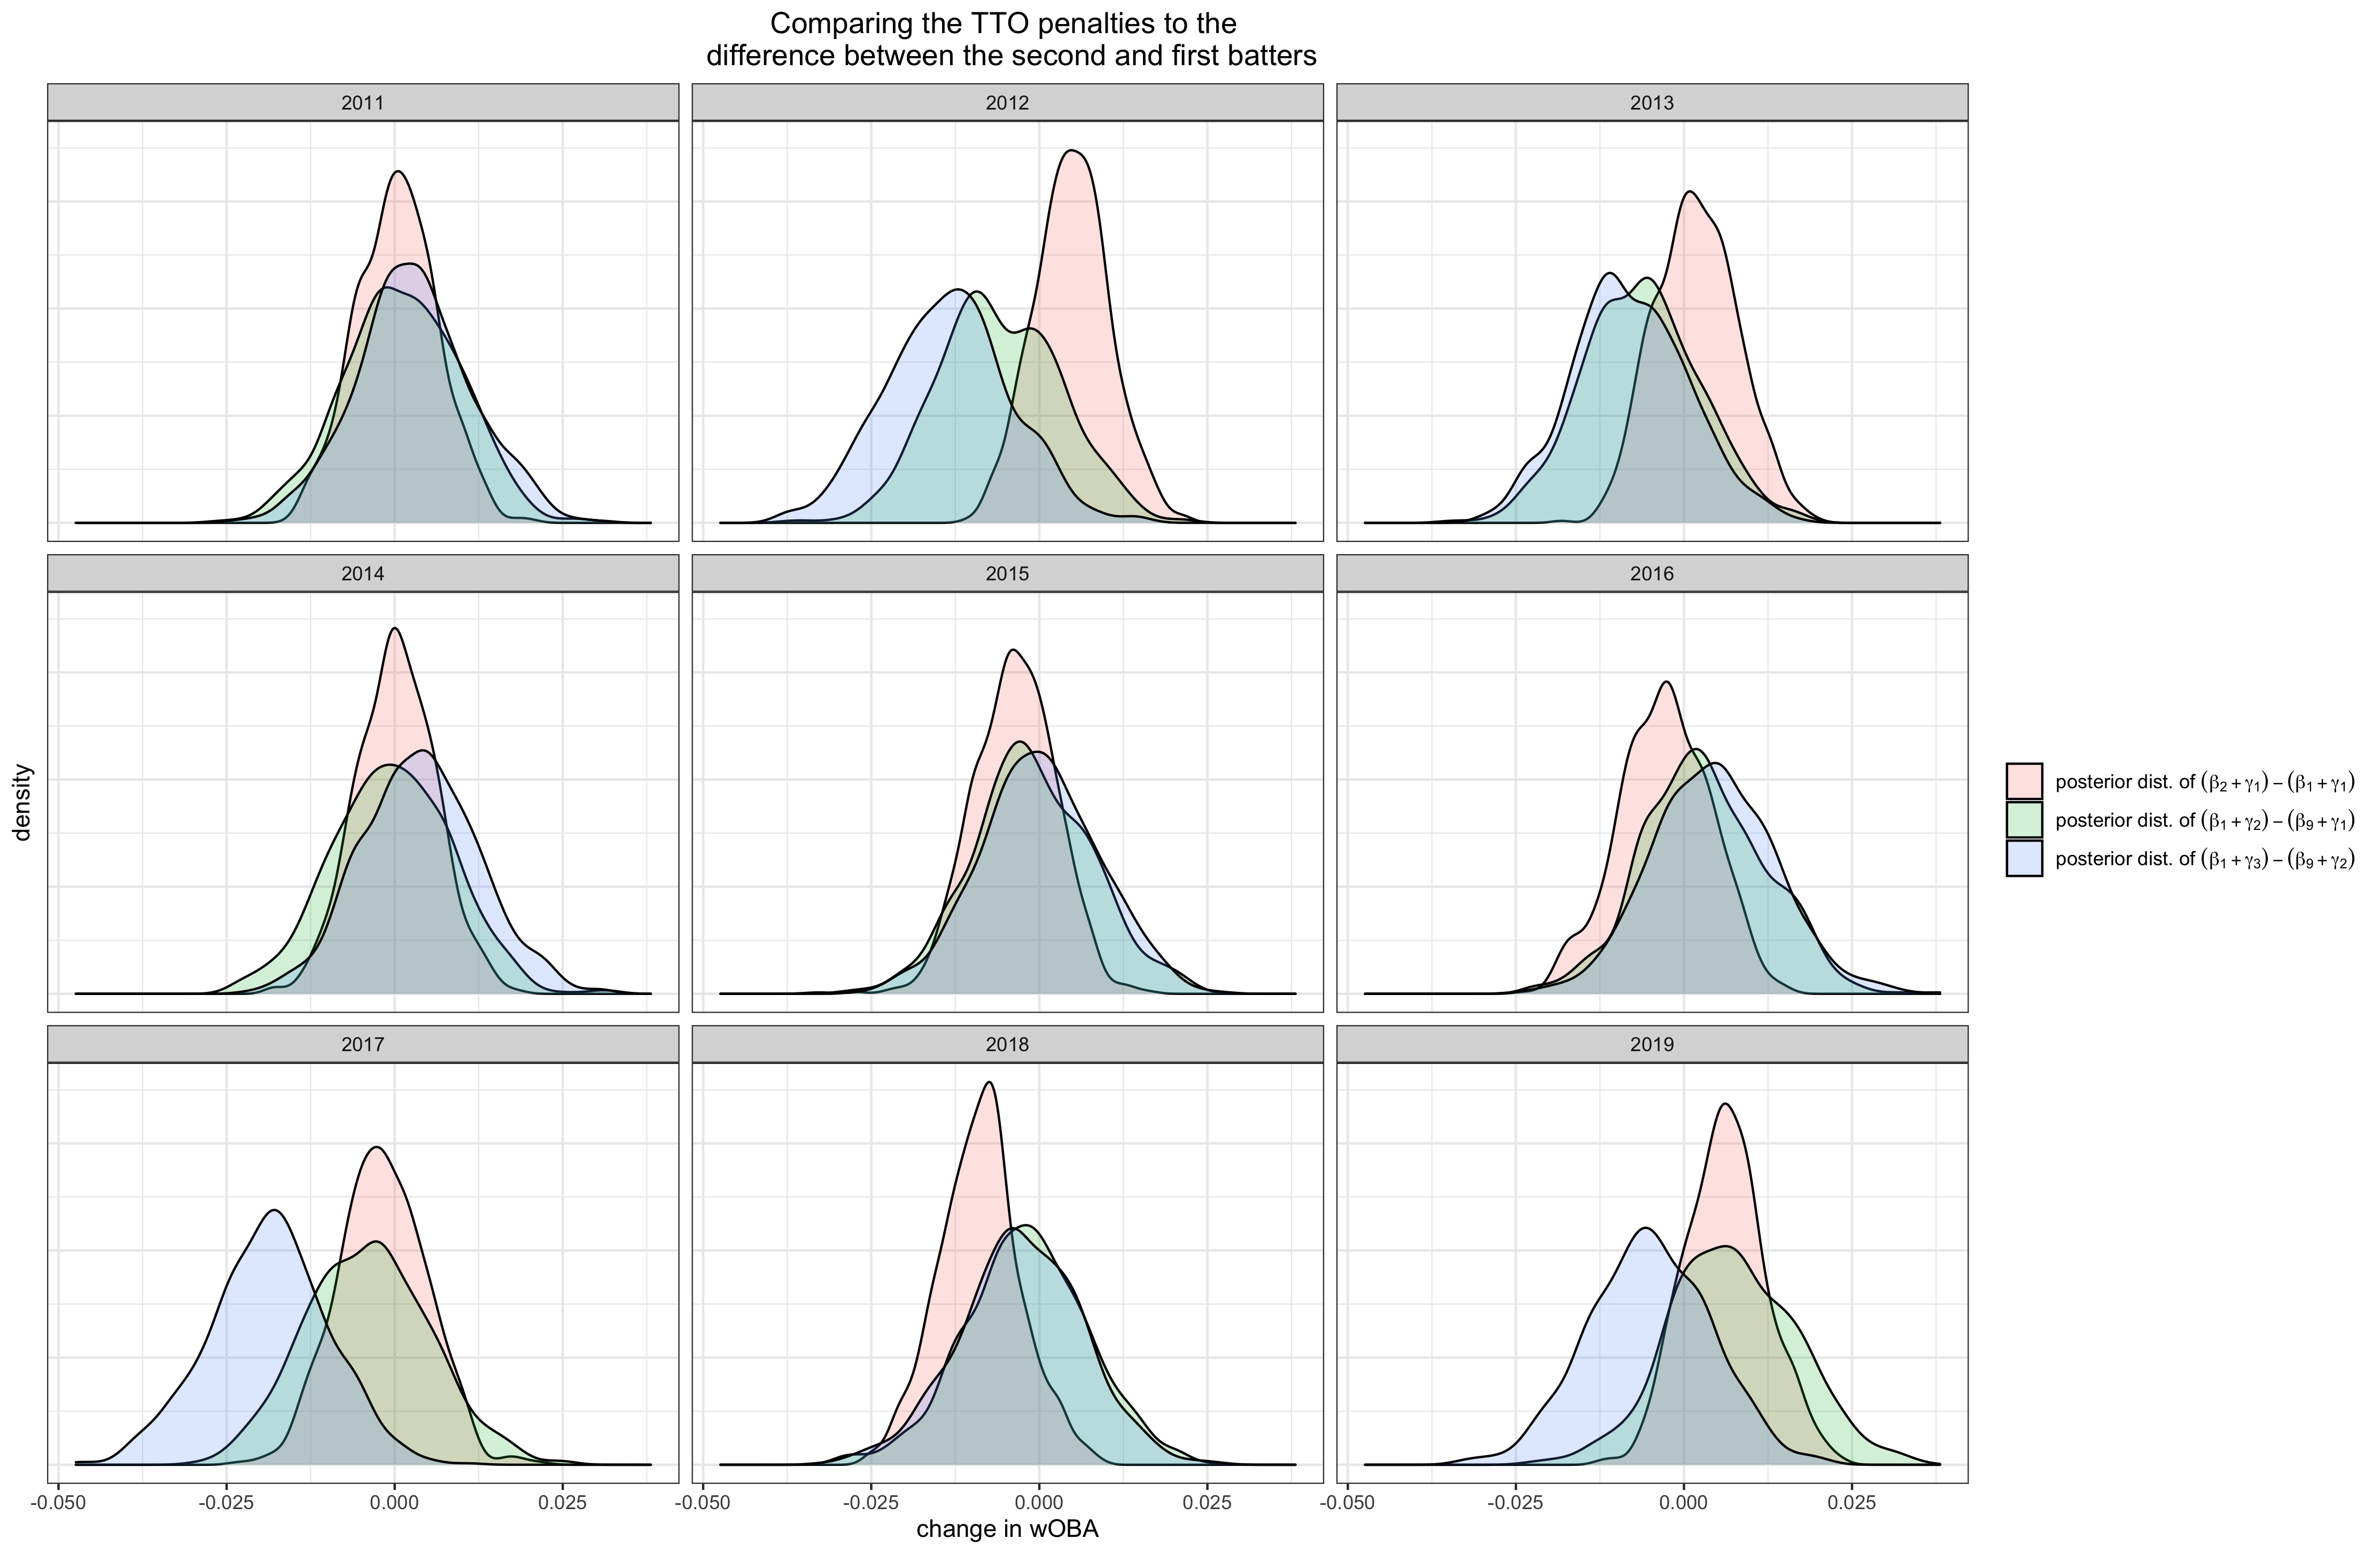 Comparing the TTO penalties to the
difference between the second and first batters
2011
2012
2013
2014
2015
2016
2017
2018
2019
density
-0.050 -0.025 0.000 0.025
-0.050 -0.025 0.000 0.025
-0.050 -0.025 0.000 0.025
change in wOBA
posterior dist. of (β₂ + γ₁) − (β₁ + γ₁)
posterior dist. of (β₁ + γ₂) − (β₉ + γ₁)
posterior dist. of (β₁ + γ₃) − (β₉ + γ₂)